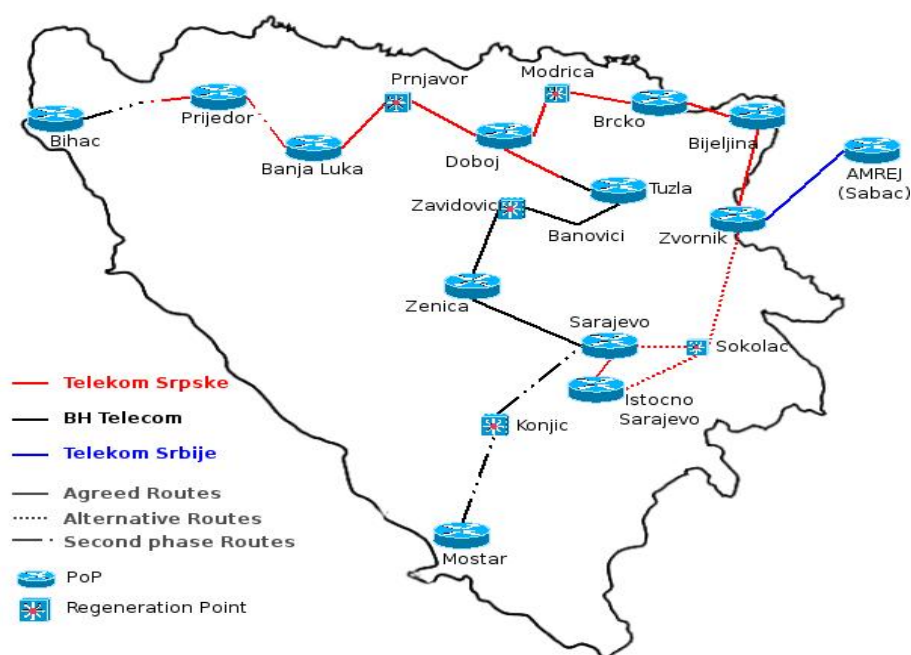 Prnjavor
Modrica
Bihac
Prijedor
Banja Luka
Doboj
Brcko
Bijeljina
AMREJ
(Sabac)
Tuzla
Zavidovici
Banovici
Zvornik
Zenica
Sarajevo
Sokolac
Istocno
Sarajevo
Konjic
Mostar
Telekom Srpske
BH Telecom
Telekom Srbije
Agreed Routes
Alternative Routes
Second phase Routes
PoP
Regeneration Point